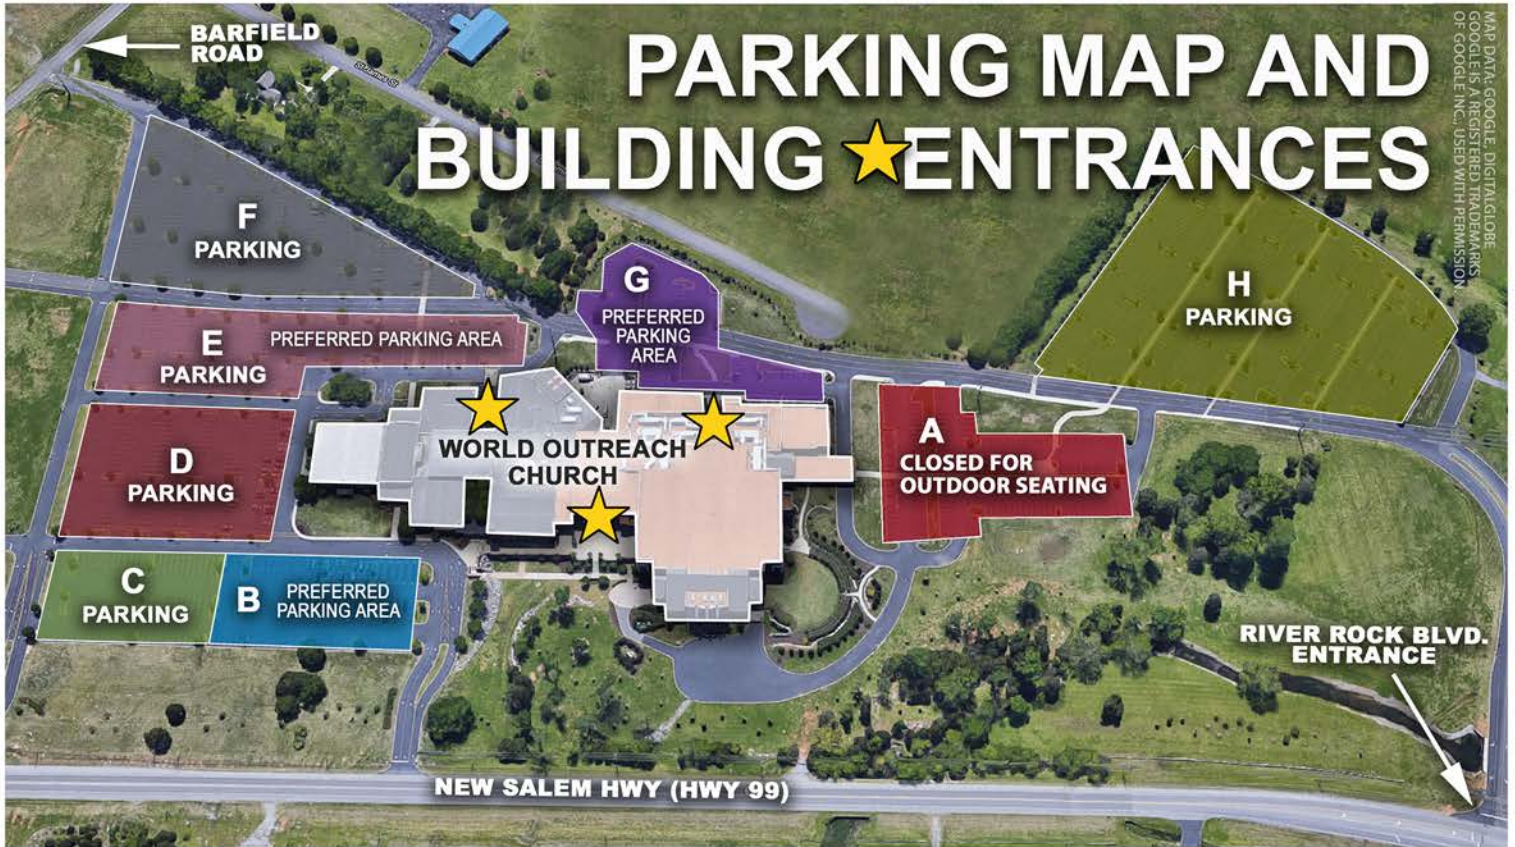 PARKING MAP AND
BUILDING ENTRANCES
BARFIELD
ROAD
MAP DATA: GOOGLE, DIGITALGLOBE
GOOGLE IS A REGISTERED TRADEMARKS
OF GOOGLE INC., USED WITH PERMISSION
F
PARKING
G
PREFERRED
PARKING
AREA
H
PARKING
E
PARKING
PREFERRED PARKING AREA
D
PARKING
WORLD OUTREACH
CHURCH
A
CLOSED FOR
OUTDOOR SEATING
C
PARKING
B
PREFERRED
PARKING AREA
RIVER ROCK BLVD.
ENTRANCE
NEW SALEM HWY (HWY 99)